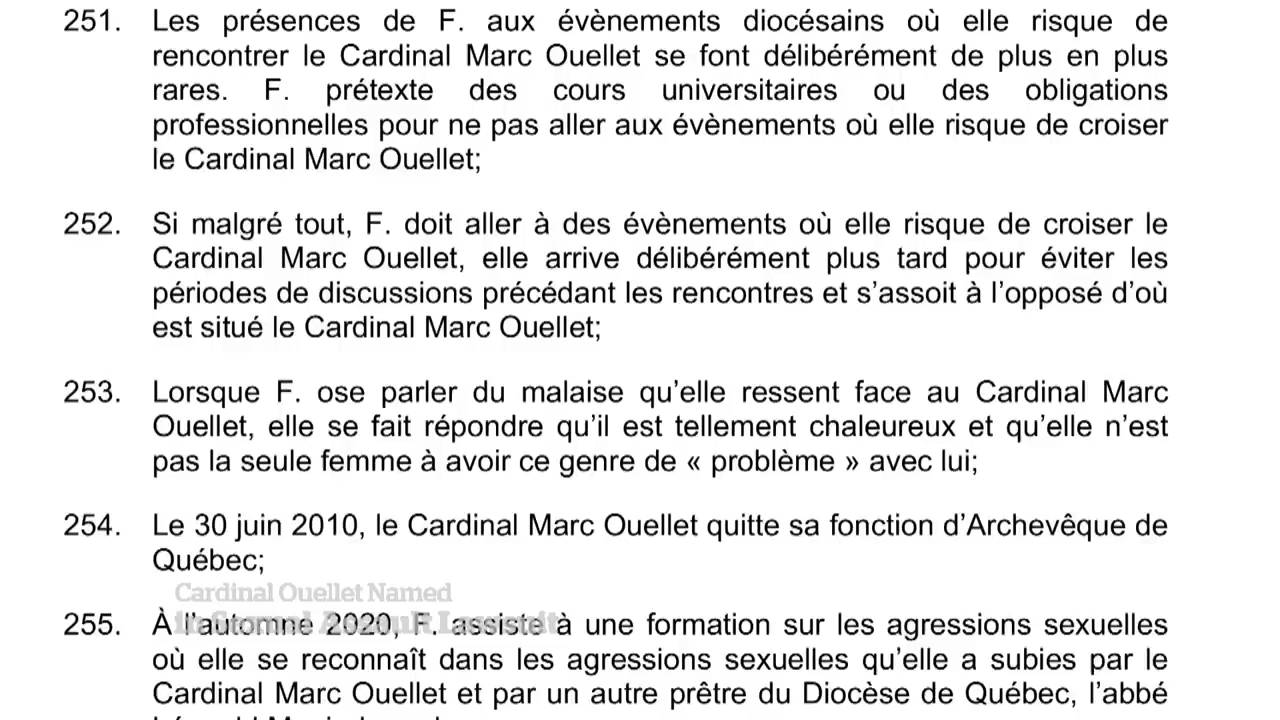 251. Les présences de F. aux évènements diocésains où elle risque de
rencontrer le Cardinal Marc Ouellet se font délibérément de plus en plus
rares. F. prétexte des cours universitaires ou des obligations
professionnelles pour ne pas aller aux évènements où elle risque de croiser
le Cardinal Marc Ouellet;
252. Si malgré tout, F. doit aller à des évènements où elle risque de croiser le
Cardinal Marc Ouellet, elle arrive délibérément plus tard pour éviter les
périodes de discussions précédant les rencontres et s’assoit à l’opposé d’où
est situé le Cardinal Marc Ouellet;
253. Lorsque F. ose parler du malaise qu’elle ressent face au Cardinal Marc
Ouellet, elle se fait répondre qu’il est tellement chaleureux et qu’elle n’est
pas la seule femme à avoir ce genre de « problème » avec lui;
254. Le 30 juin 2010, le Cardinal Marc Ouellet quitte sa fonction d’Archevêque de
Québec;
Cardinal Ouellet Named
in Sexual Assault Lawsuit
255. À l’automne 2020, F. assiste à une formation sur les agressions sexuelles
où elle se reconnaît dans les agressions sexuelles qu’elle a subies par le
Cardinal Marc Ouellet et par un autre prêtre du Diocèse de Québec, l’abbé